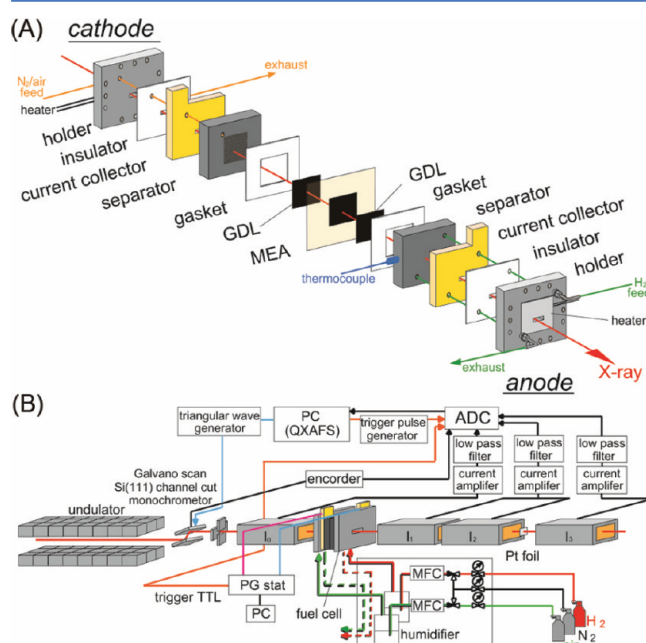 (A)
cathode
N₂/air
feed
exhaust
heater
holder
insulator
current collector
separator
gasket
GDL
MEA
GDL
gasket
separator
current collector
insulator
holder
thermocouple
H₂
feed
heater
exhaust
X-ray
anode
(B)
triangular wave
generator
PC
(QXAFS)
trigger pulse
generator
ADC
low pass
filter
low pass
filter
low pass
filter
Galvano scan
Si(111) channel cut
monochrometor
encorder
current
amplifer
current
amplifer
current
amplifer
undulator
I₀
I₁
I₂
I₃
Pt foil
trigger TTL
PG stat
PC
fuel cell
MFC
MFC
humidifier
H₂
N₂